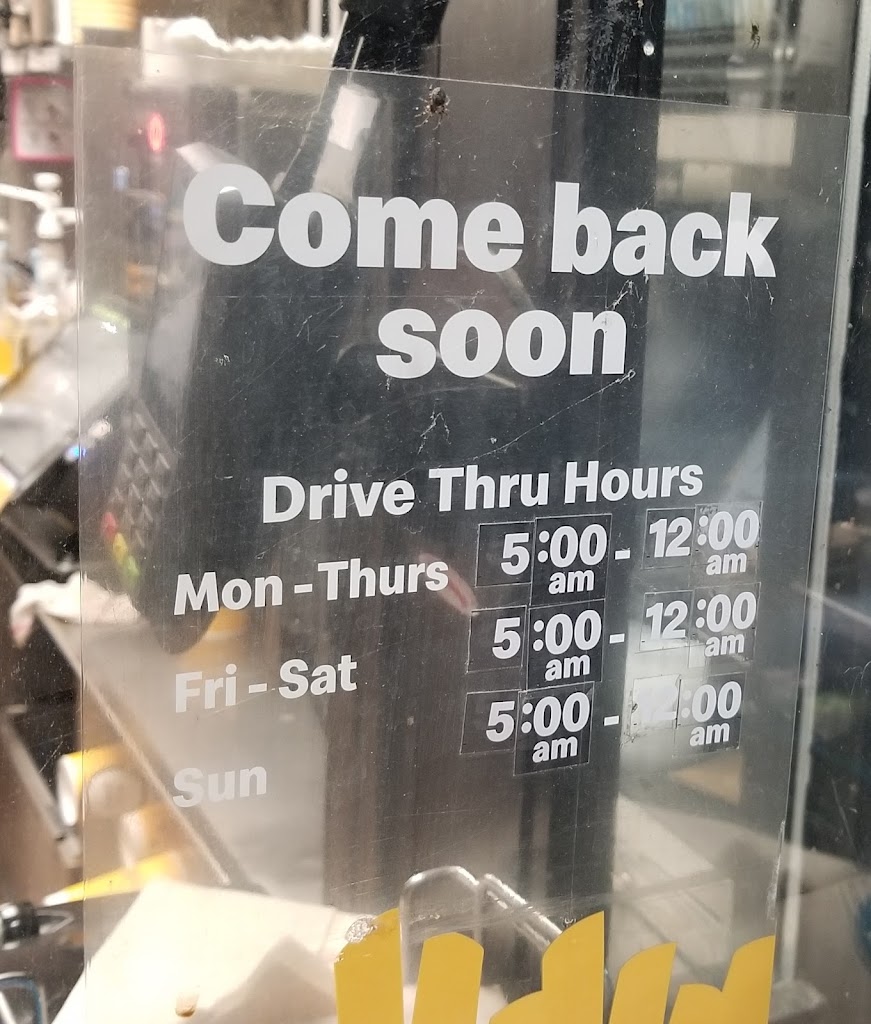 Come back
soon
Drive Thru Hours
Mon - Thurs 5:00 am - 12:00 am
Fri - Sat 5:00 am - 12:00 am
Sun 5:00 am - 12:00 am